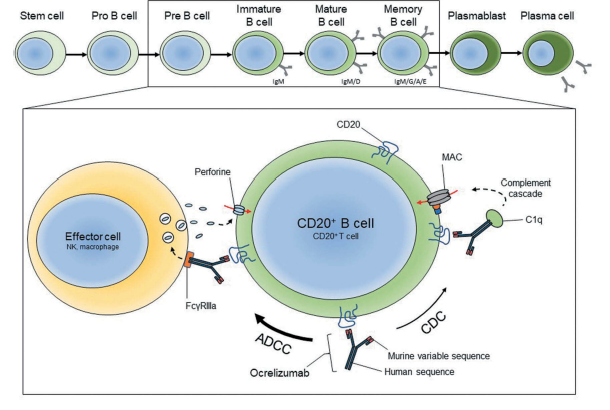 Stem cell
Pro B cell
Pre B cell
Immature
B cell
Mature
B cell
Memory
B cell
Plasmablast
Plasma cell
IgM
IgM/D
IgM/G/A/E
CD20
MAC
Perforine
Complement
cascade
C1q
Effector cell
NK, macrophage
CD20⁺ B cell
CD20⁺ T cell
FcγRIIIa
ADCC
CDC
Murine variable sequence
Ocrelizumab
Human sequence